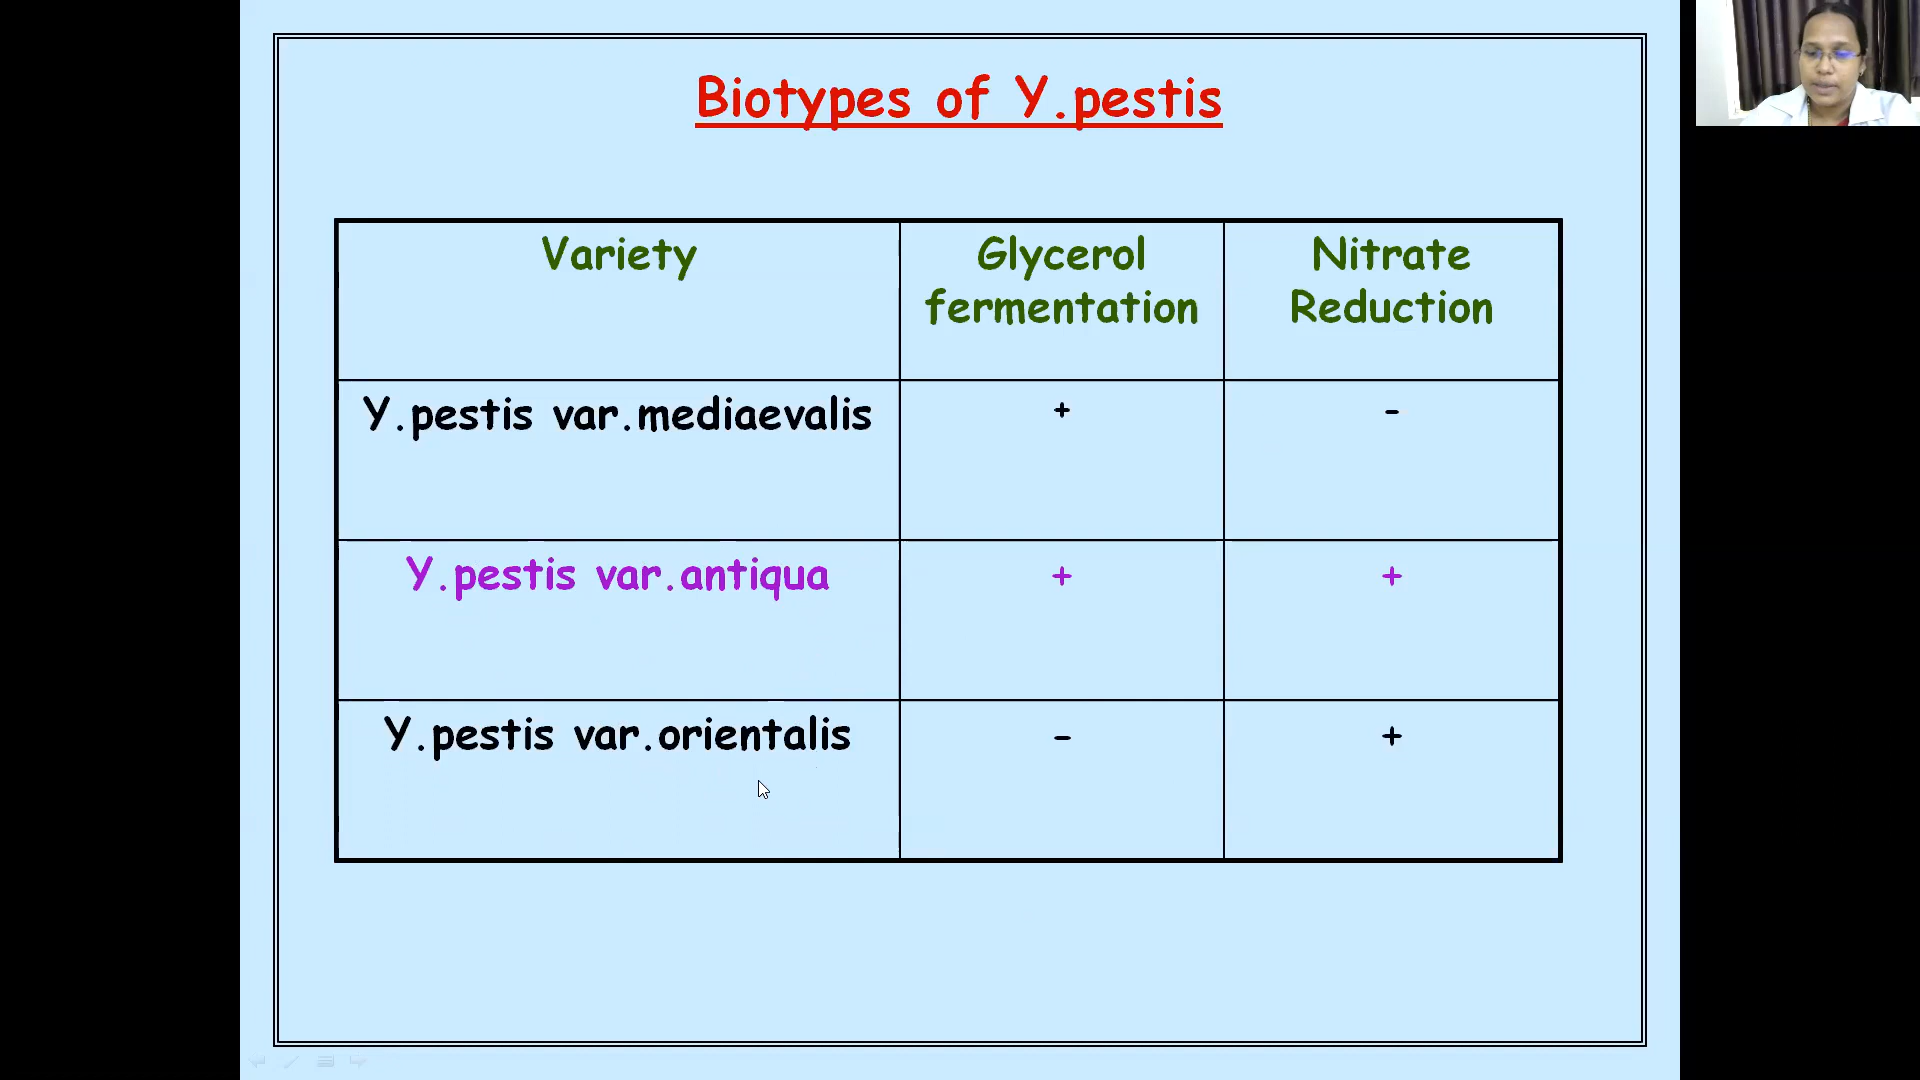 Biotypes of Y.pestis
Variety
Glycerol
fermentation
Nitrate
Reduction
Y.pestis var.mediaevalis
+
-
Y.pestis var.antiqua
+
+
Y.pestis var.orientalis
-
+